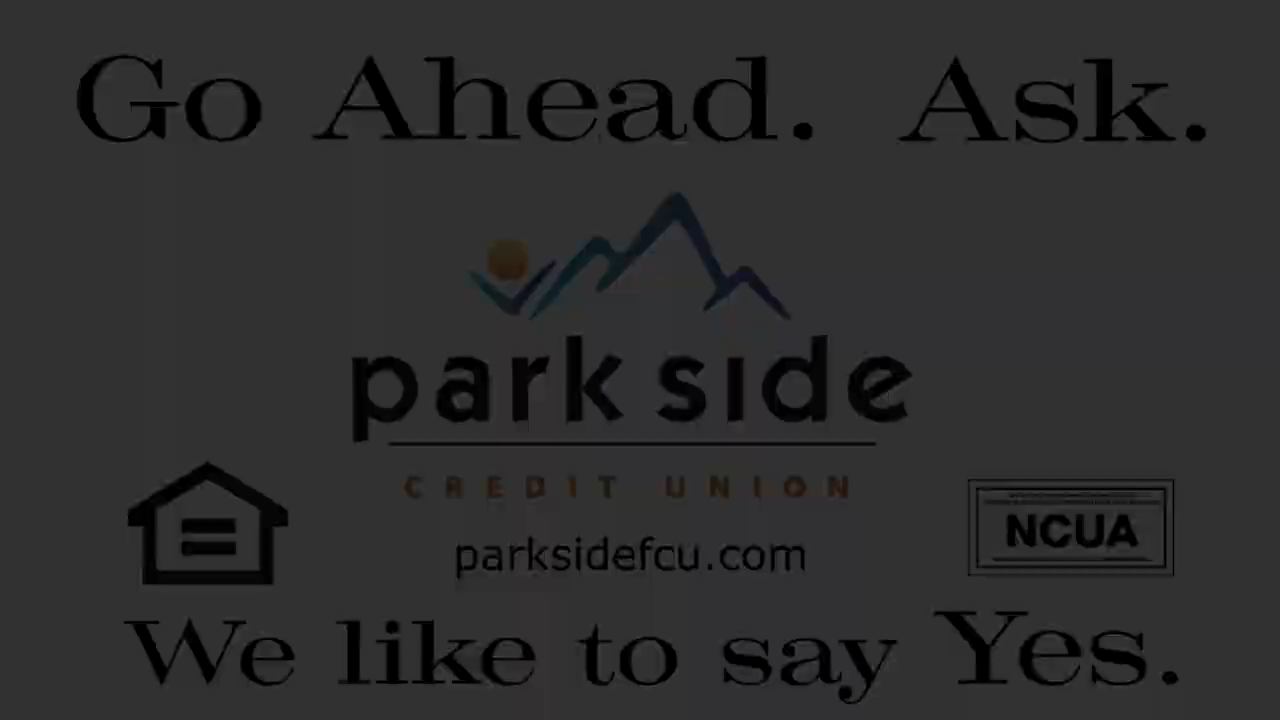 Go Ahead. Ask.
park side
CREDIT UNION
NCUA
parksidefcu.com
We like to say Yes.